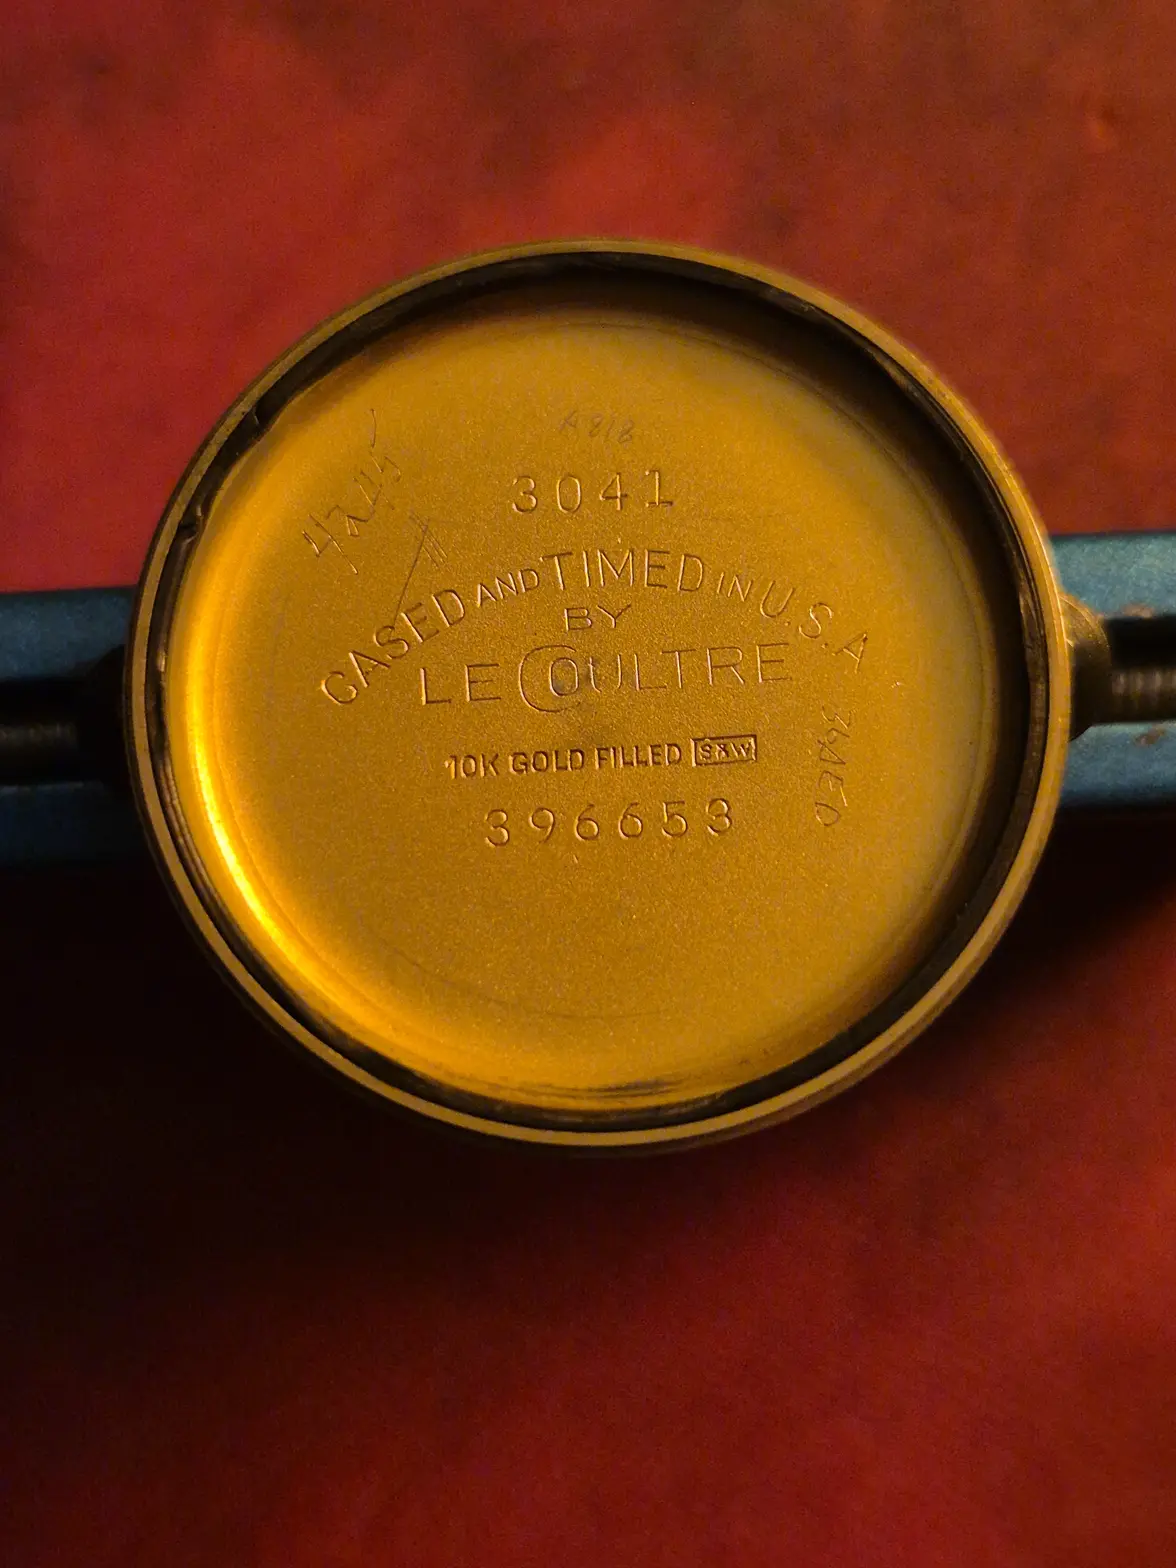 3041
CASED AND TIMED IN U.S.A
BY
LECOULTRE
10K GOLD FILLED S&W
396653